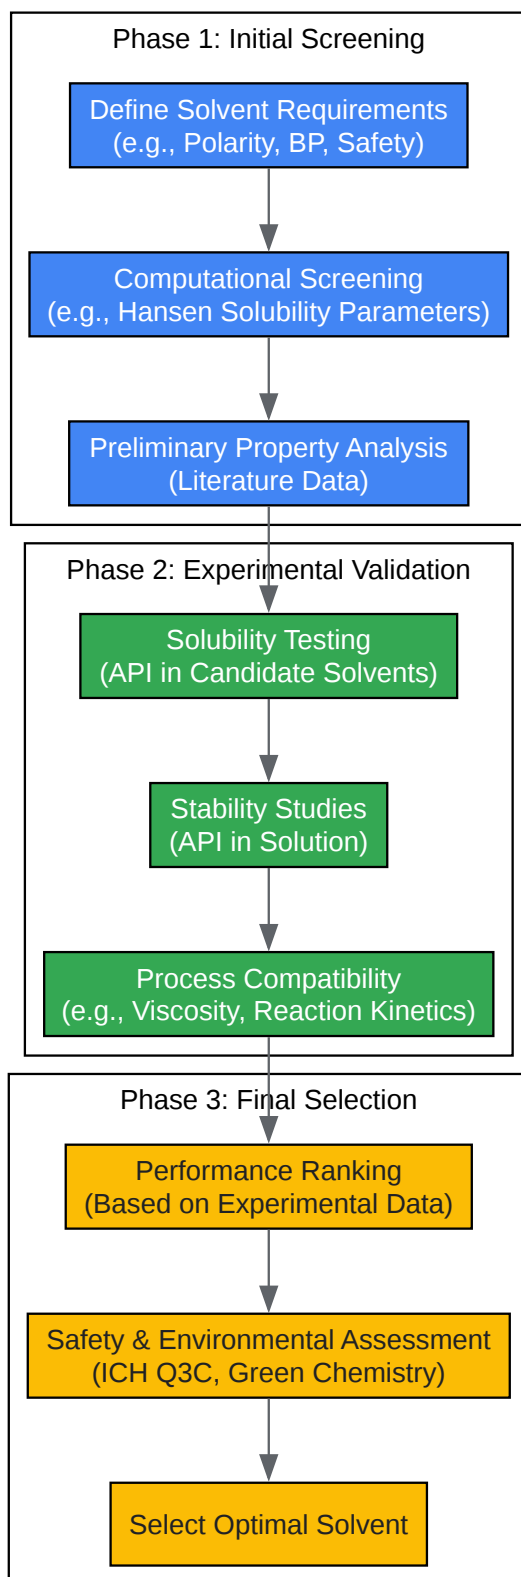 Phase 1: Initial Screening
Define Solvent Requirements
(e.g., Polarity, BP, Safety)
Computational Screening
(e.g., Hansen Solubility Parameters)
Preliminary Property Analysis
(Literature Data)
Phase 2: Experimental Validation
Solubility Testing
(API in Candidate Solvents)
Stability Studies
(API in Solution)
Process Compatibility
(e.g., Viscosity, Reaction Kinetics)
Phase 3: Final Selection
Performance Ranking
(Based on Experimental Data)
Safety & Environmental Assessment
(ICH Q3C, Green Chemistry)
Select Optimal Solvent